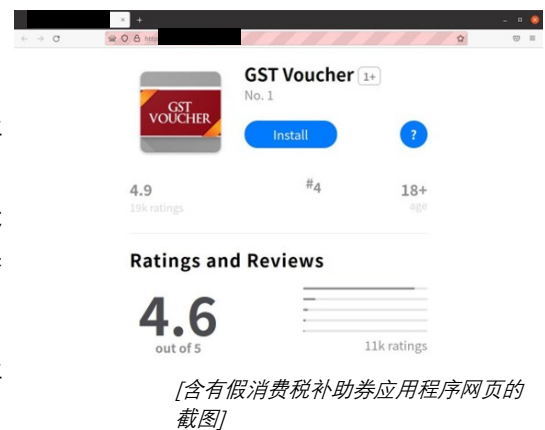 GST Voucher 1+
No. 1
GST
VOUCHER
Install
?
4.9
19k ratings
#4
18+
age
Ratings and Reviews
4.6
out of 5
11k ratings
[含有假消费税补助券应用程序网页的
截图]